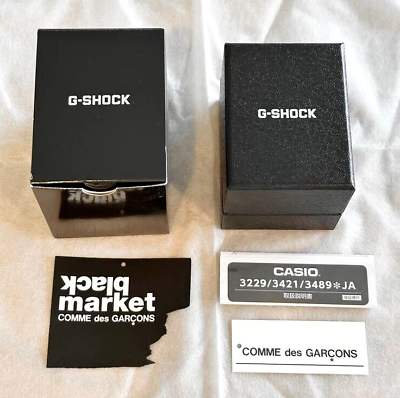 G-SHOCK
G-SHOCK
black
market
COMME des GARÇONS
CASIO®
3229/3421/3489✽JA
取扱説明書
COMME des GARÇONS